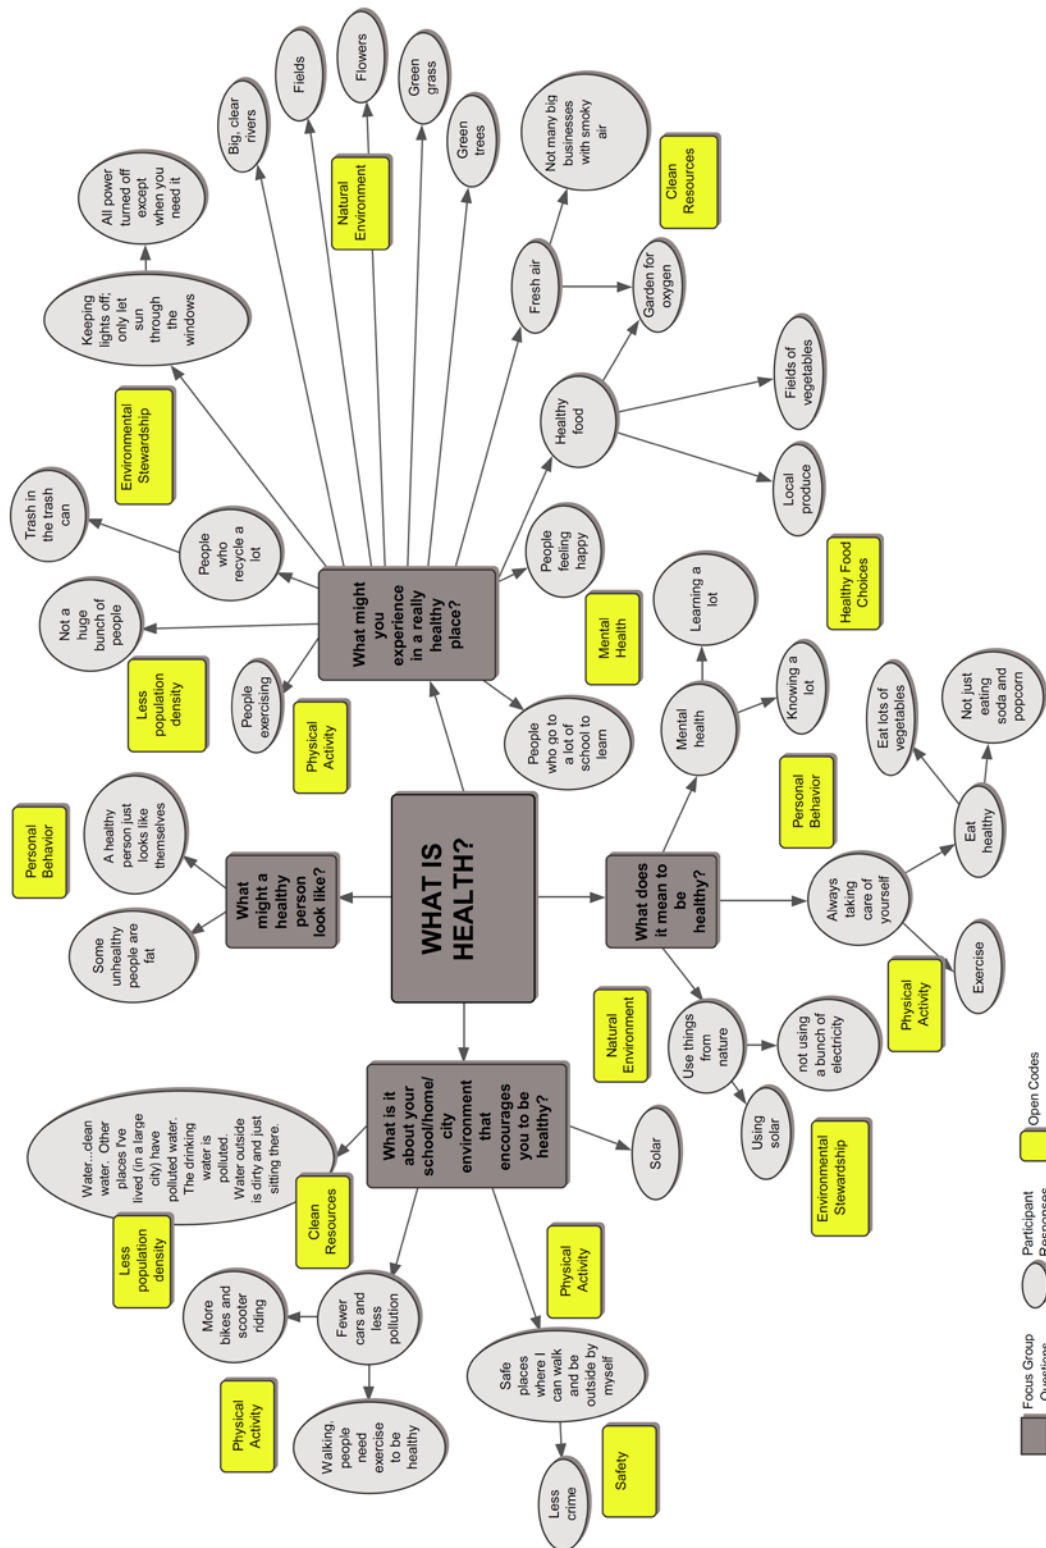 Water...clean
water. Other
places I've
lived (in a large
city) have
polluted water.
The drinking
water is
polluted.
Water outside
is dirty and just
sitting there.
Less
population
density
Clean
Resources
More
bikes and
scooter
riding
Fewer
cars and
less
pollution
Physical
Activity
Walking,
people
need
exercise
to be
healthy
What is it
about your
school/home/
city
environment
that
encourages
you to be
healthy?
Solar
Physical
Activity
Safe
places
where I
can walk
and be
outside by
myself
Less
crime
Safety
Personal
Behavior
Some
unhealthy
people are
fat
A healthy
person just
looks like
themselves
What
might a
healthy
person
look like?
WHAT IS
HEALTH?
What does
it mean to
be
healthy?
Natural
Environment
Use things
from
nature
Using
solar
not using
a bunch of
electricity
Environmental
Stewardship
Mental
health
Learning a
lot
Knowing a
lot
Personal
Behavior
Always
taking
care of
yourself
Physical
Activity
Exercise
Eat
healthy
Eat lots of
vegetables
Not just
eating
soda and
popcorn
Not a
huge
bunch of
people
Less
population
density
Trash in
the trash
can
People
who
recycle a
lot
People
exercising
Physical
Activity
Environmental
Stewardship
Keeping
lights off;
only let
sun
through
the
windows
All power
turned off
except
when you
need it
What might
you
experience
in a really
healthy
place?
Big, clear
rivers
Fields
Flowers
Natural
Environment
Green
grass
Green
trees
Fresh air
Not many big
businesses
with smoky
air
Clean
Resources
Garden for
oxygen
Healthy
food
Fields of
vegetables
Local
produce
Healthy Food
Choices
People
feeling
happy
Mental
Health
People
who go to
a lot of
school to
learn
Focus Group
Questions
Participant
Responses
Open Codes